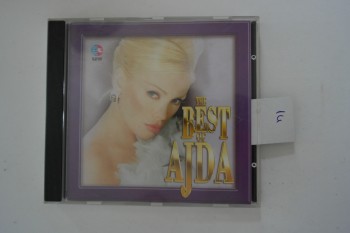 THE
BEST
OF
AJDA